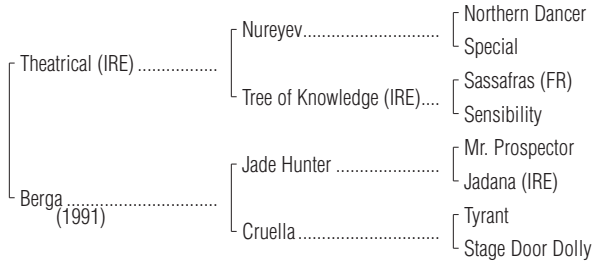 Northern Dancer
Nureyev
Special
Theatrical (IRE)
Sassafras (FR)
Tree of Knowledge (IRE)
Sensibility
Mr. Prospector
Jade Hunter
Jadana (IRE)
Berga
(1991)
Tyrant
Cruella
Stage Door Dolly